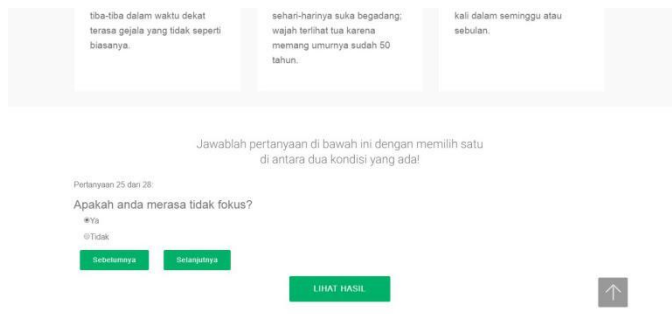 tiba-tiba dalam waktu dekat
terasa gejala yang tidak seperti
biasanya.
sehari-harinya suka begadang;
wajah terlihat tua karena
memang umurnya sudah 50
tahun.
kali dalam seminggu atau
sebulan.
Jawablah pertanyaan di bawah ini dengan memilih satu
di antara dua kondisi yang ada!
Pertanyaan 25 dari 28:
Apakah anda merasa tidak fokus?
Ya
Tidak
Sebelumnya Selanjutnya
LIHAT HASIL